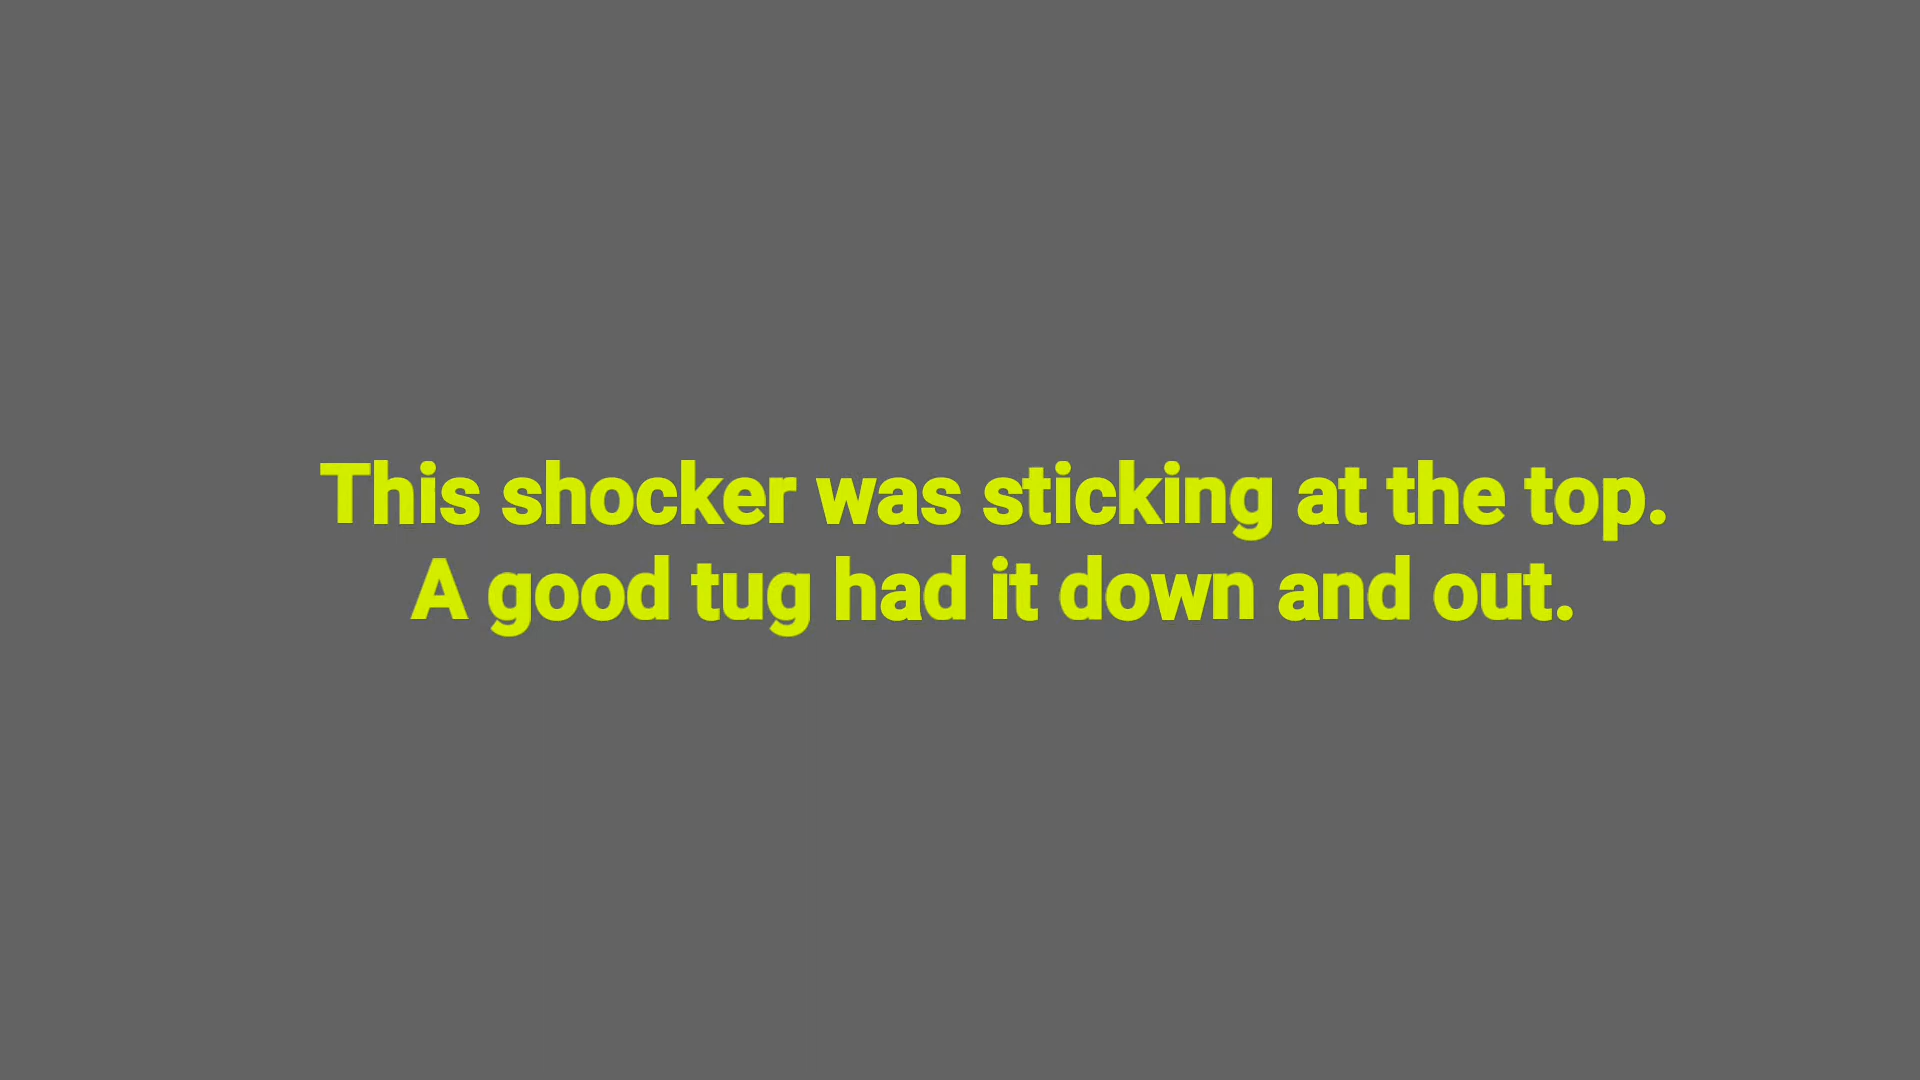 This shocker was sticking at the top.
A good tug had it down and out.